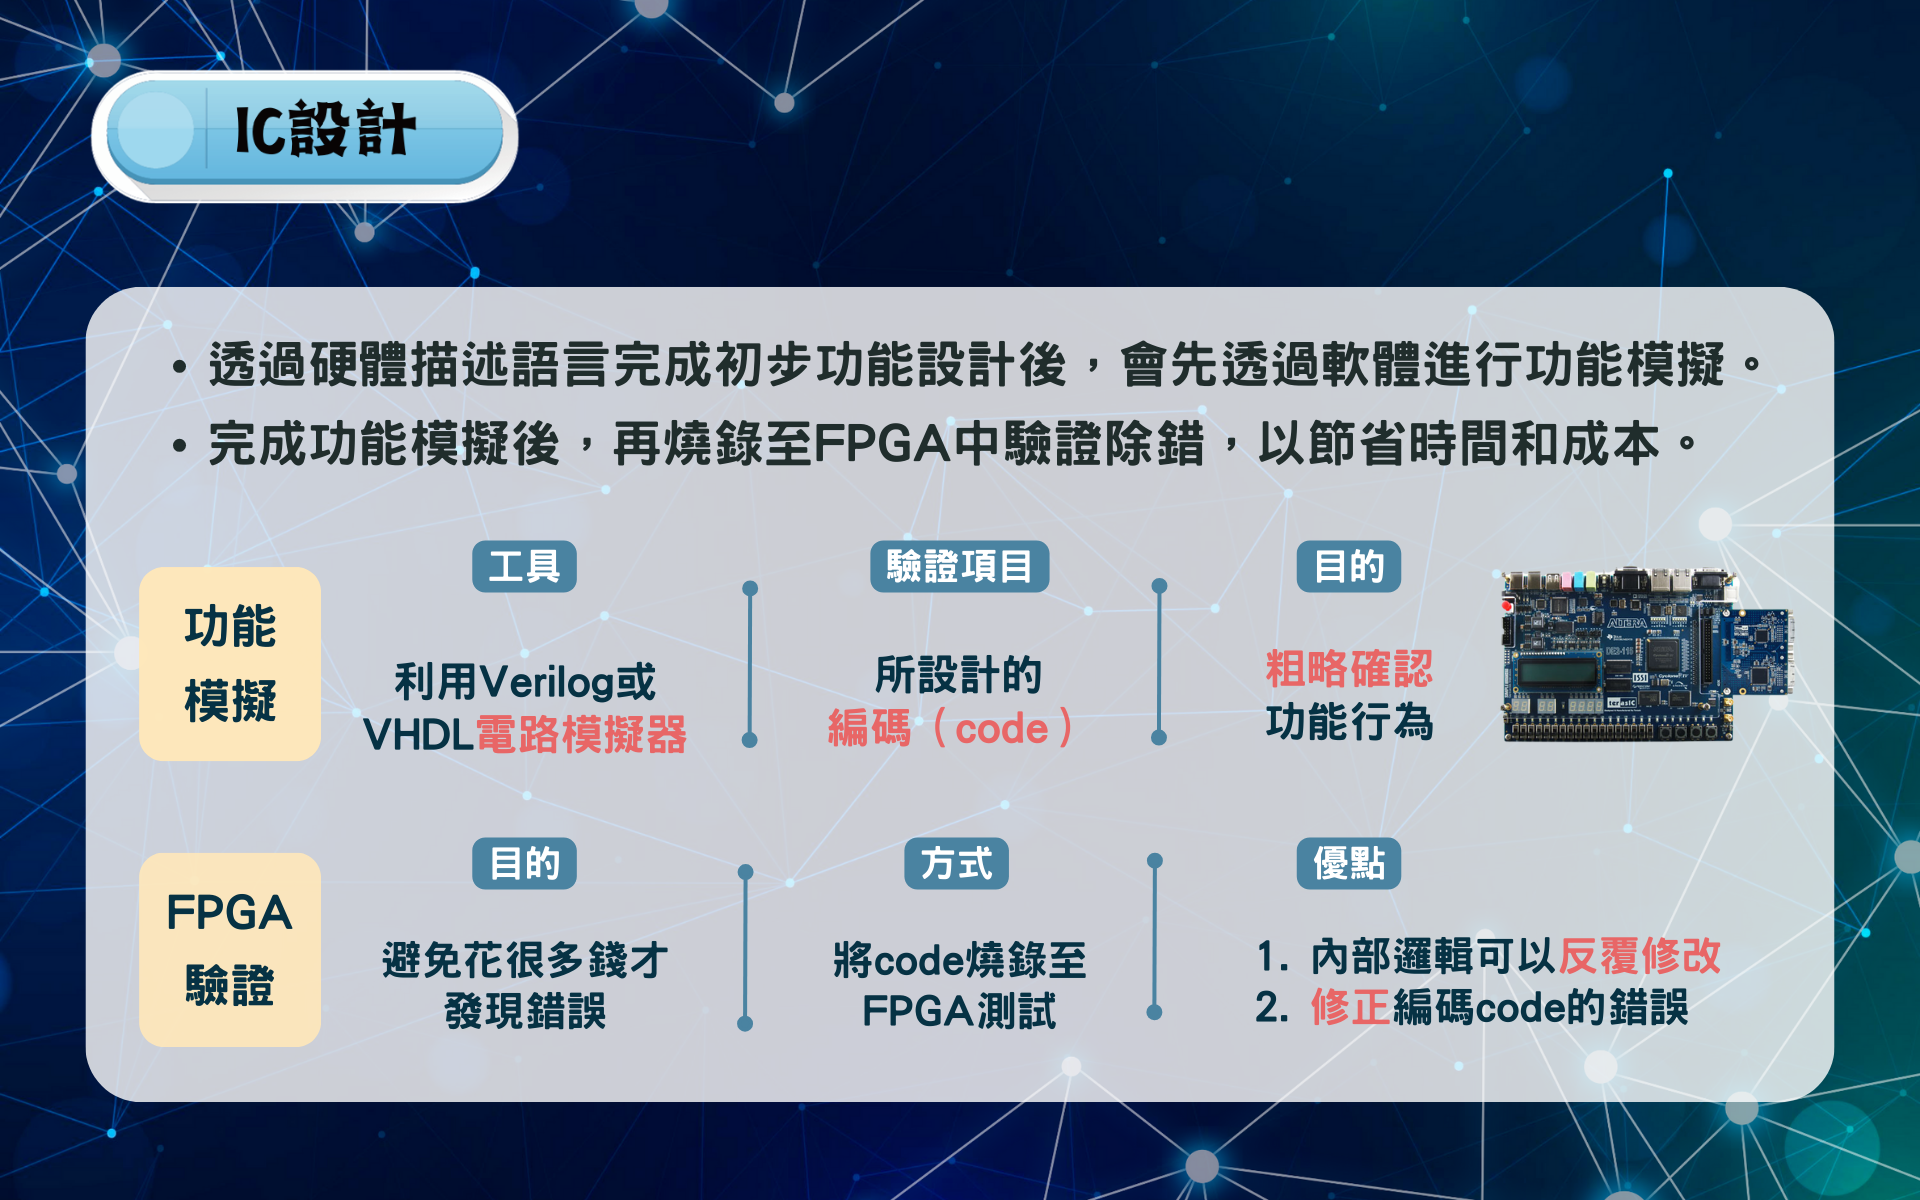 IC設計
• 透過硬體描述語言完成初步功能設計後，會先透過軟體進行功能模擬。
• 完成功能模擬後，再燒錄至FPGA中驗證除錯，以節省時間和成本。
功能
模擬
工具
利用Verilog或
VHDL電路模擬器
驗證項目
所設計的
編碼（code）
目的
粗略確認
功能行為
ALTERA
DE2-115
ISSI
terasIC
FPGA
驗證
目的
避免花很多錢才
發現錯誤
方式
將code燒錄至
FPGA測試
優點
1. 內部邏輯可以反覆修改
2. 修正編碼code的錯誤